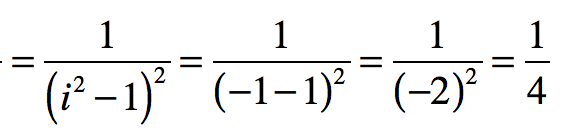 = 1/(i² – 1)² = 1/(–1–1)² = 1/(–2)² = 1/4